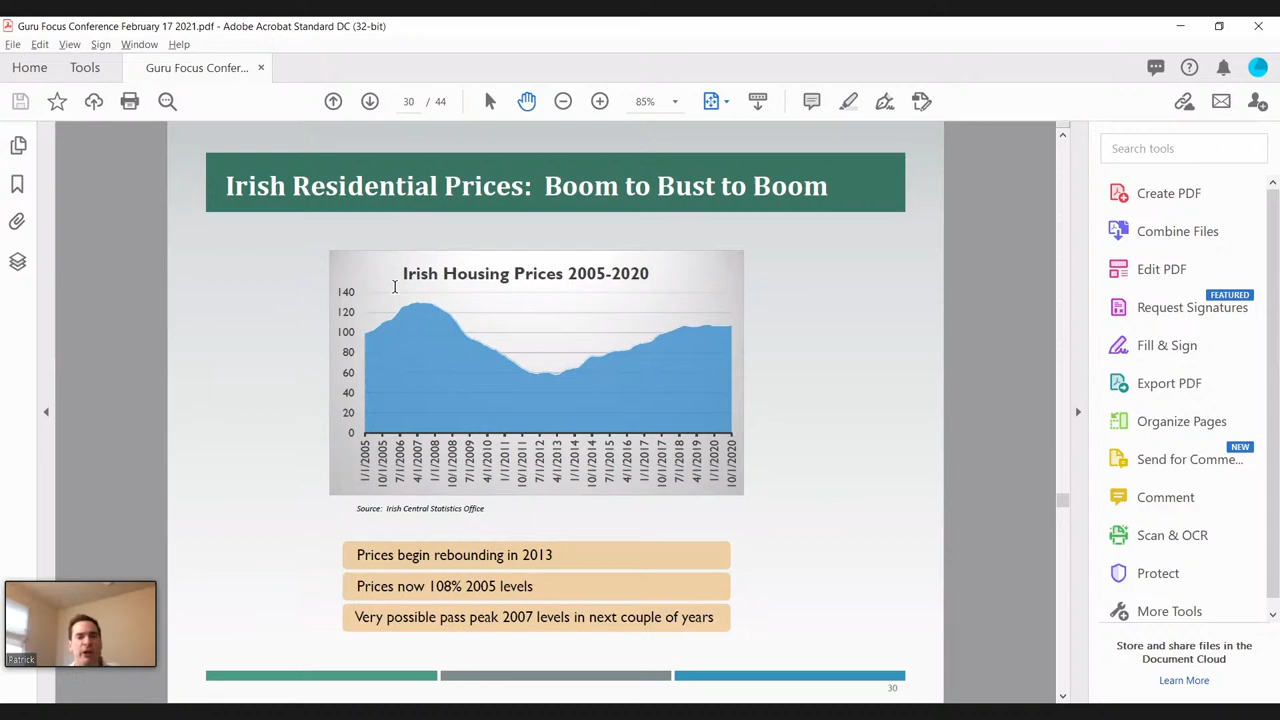 Guru Focus Conference February 17 2021.pdf - Adobe Acrobat Standard DC (32-bit)
File Edit View Sign Window Help
Home Tools Guru Focus Confer... ×
30 / 44 85%
Irish Residential Prices: Boom to Bust to Boom
Irish Housing Prices 2005-2020
140
120
100
80
60
40
20
0
1/1/2005
10/1/2005
7/1/2006
4/1/2007
1/1/2008
10/1/2008
7/1/2009
4/1/2010
1/1/2011
10/1/2011
7/1/2012
4/1/2013
1/1/2014
10/1/2014
7/1/2015
4/1/2016
1/1/2017
10/1/2017
7/1/2018
4/1/2019
1/1/2020
10/1/2020
Source: Irish Central Statistics Office
Prices begin rebounding in 2013
Prices now 108% 2005 levels
Very possible pass peak 2007 levels in next couple of years
30
Patrick
Search tools
Create PDF
Combine Files
Edit PDF
FEATURED
Request Signatures
Fill & Sign
Export PDF
Organize Pages
NEW
Send for Comme...
Comment
Scan & OCR
Protect
More Tools
Store and share files in the
Document Cloud
Learn More